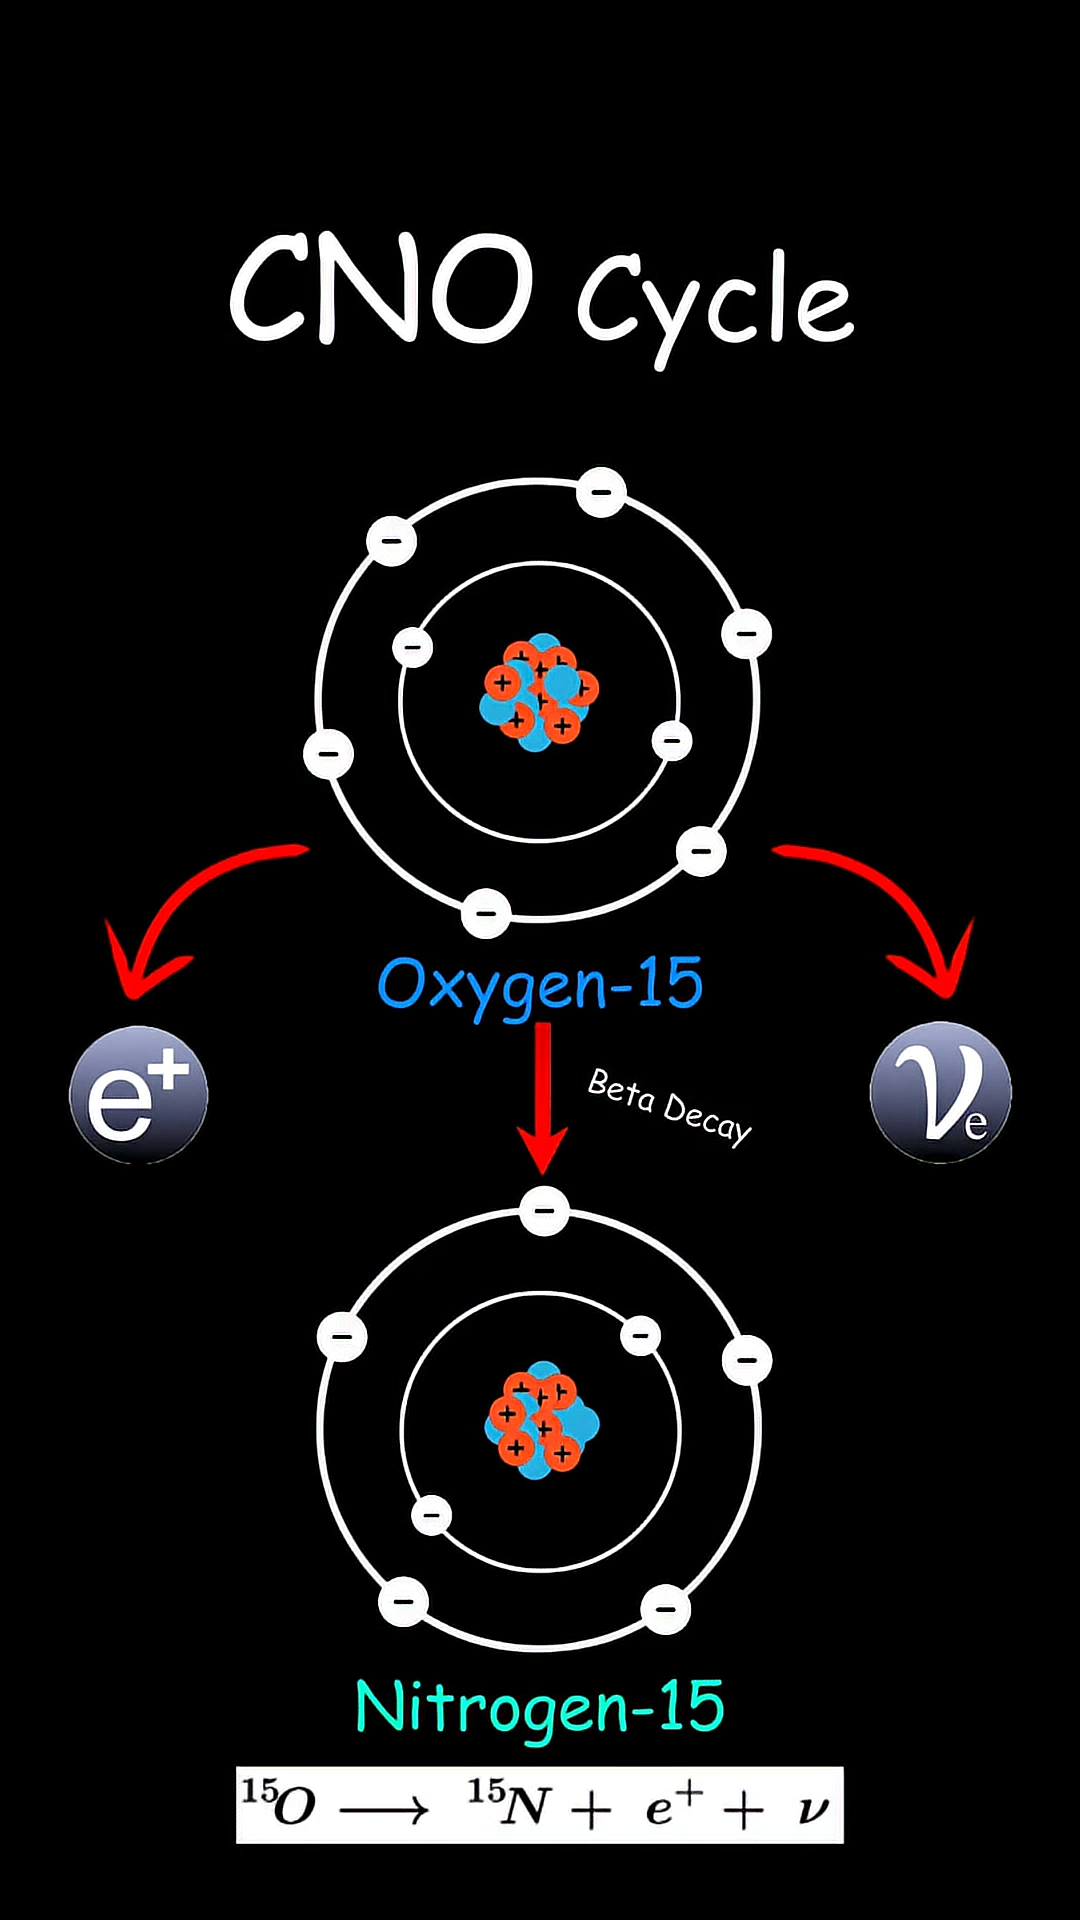 CNO Cycle
Oxygen-15
e+
Beta Decay
νe
Nitrogen-15
¹⁵O ⟶ ¹⁵N + e⁺ + ν